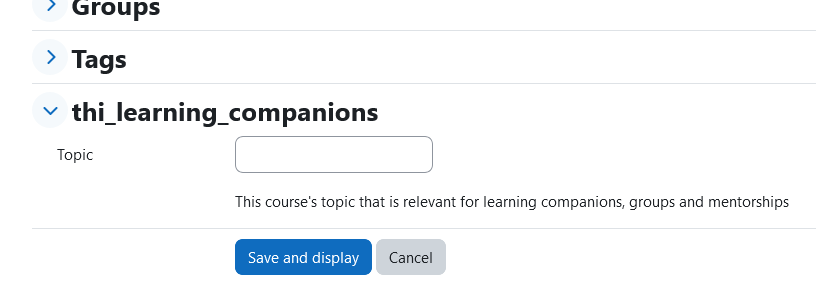 Groups
Tags
thi_learning_companions
Topic
This course's topic that is relevant for learning companions, groups and mentorships
Save and display Cancel